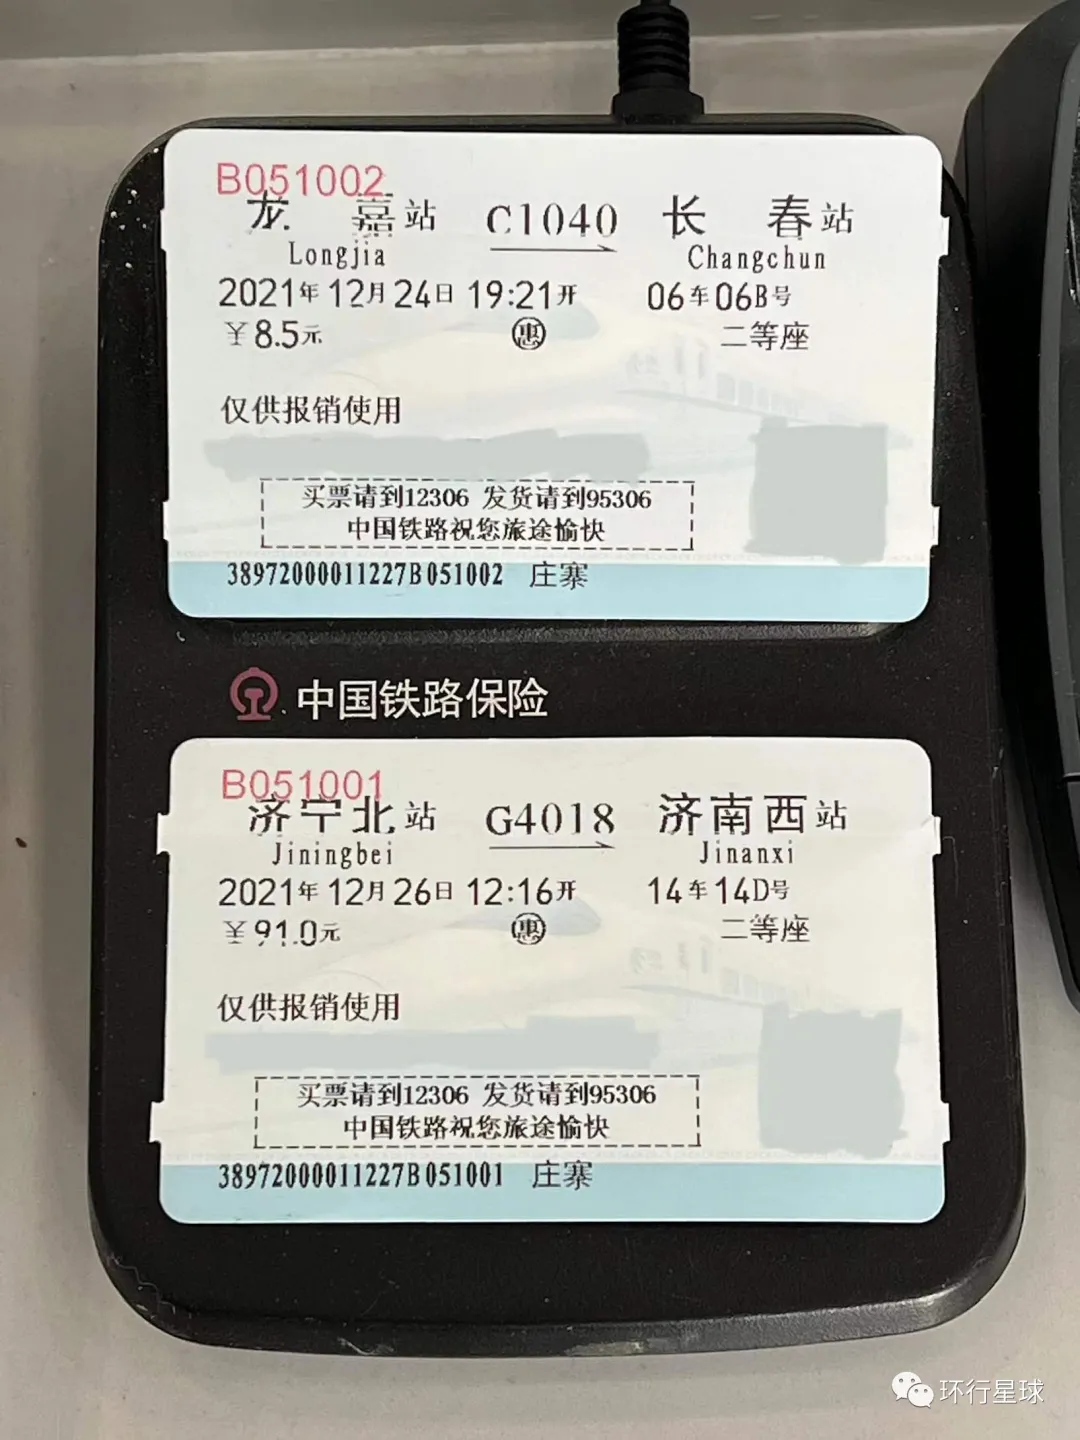 B051002
龙 嘉站 C1040 长 春站
Longjia Changchun
2021年12月24日 19:21开 06车06B号
¥8.5元 惠 二等座
仅供报销使用
买票请到12306 发货请到95306
中国铁路祝您旅途愉快
38972000011227B051002 庄寨
中国铁路保险
B051001
济宁北站 G4018 济南西站
Jiningbei Jinanxi
2021年12月26日 12:16开 14车14D号
¥91.0元 惠 二等座
仅供报销使用
买票请到12306 发货请到95306
中国铁路祝您旅途愉快
38972000011227B051001 庄寨
环行星球